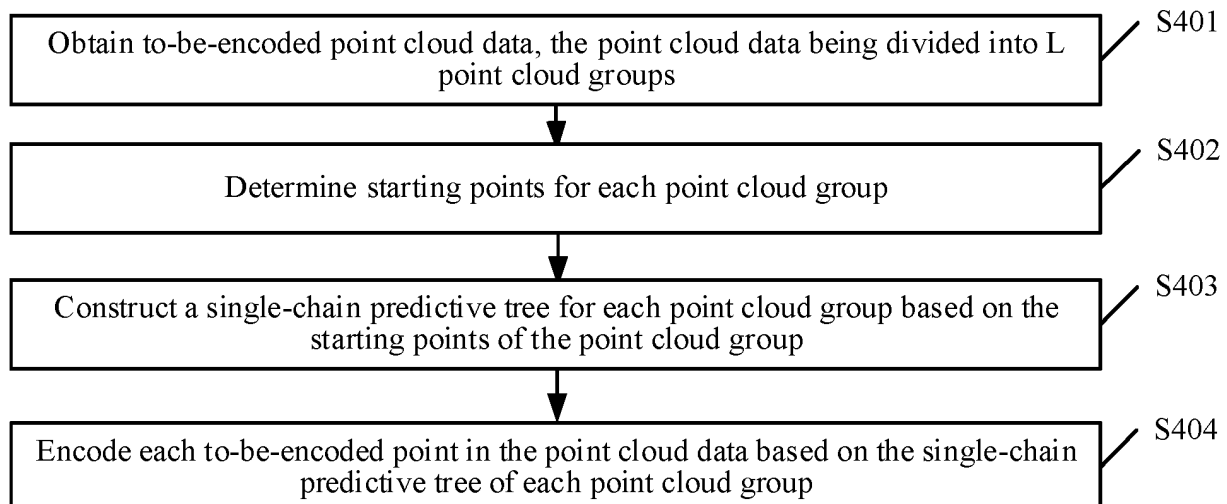 Obtain to-be-encoded point cloud data, the point cloud data being divided into L
point cloud groups
S401
Determine starting points for each point cloud group
S402
Construct a single-chain predictive tree for each point cloud group based on the
starting points of the point cloud group
S403
Encode each to-be-encoded point in the point cloud data based on the single-chain
predictive tree of each point cloud group
S404